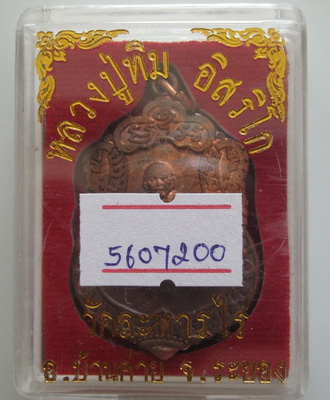 หลวงปู่ทิม อิสริโก
5607200
วัดละหารไร่
อ.บ้านค่าย จ.ระยอง